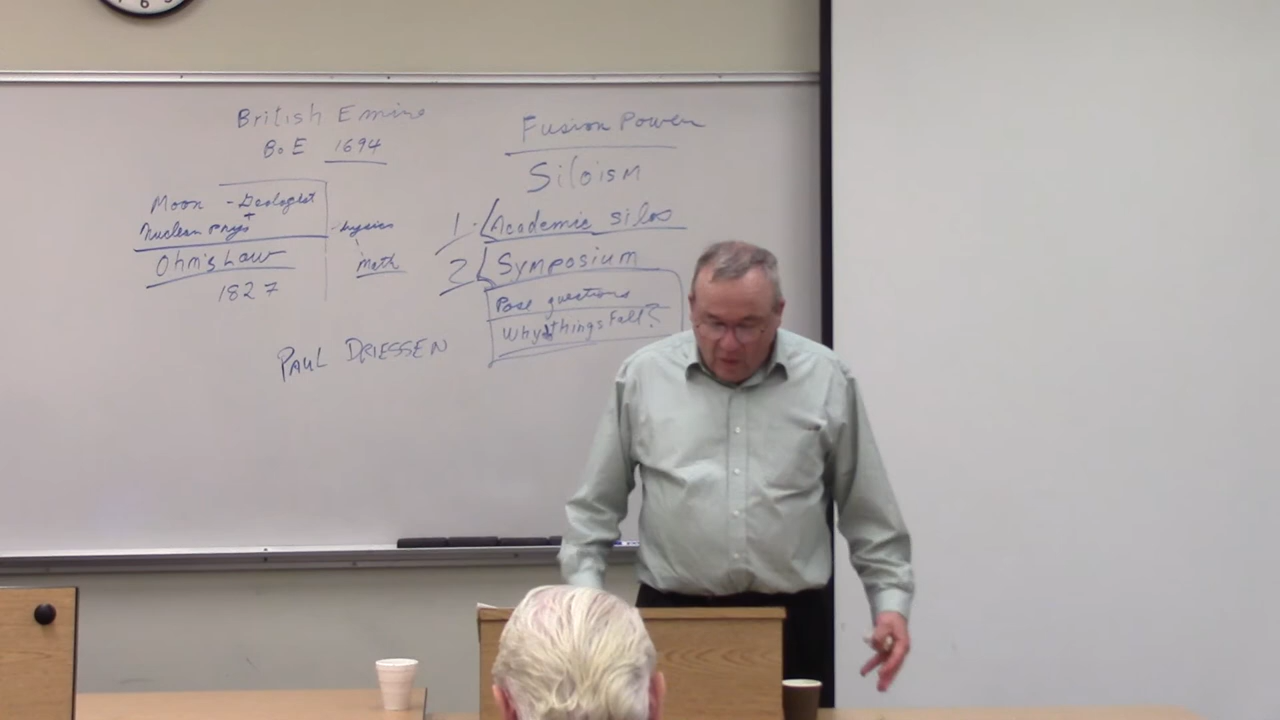 British Empire
B.o E 1694
Moon - Geologist
+
Nuclear Phys
physics
Ohm's Law
math
1827
PAUL DRIESSEN
Fusion Power
Siloism
1. Academic silos
2 Symposium
Pose questions
Why things Fall?